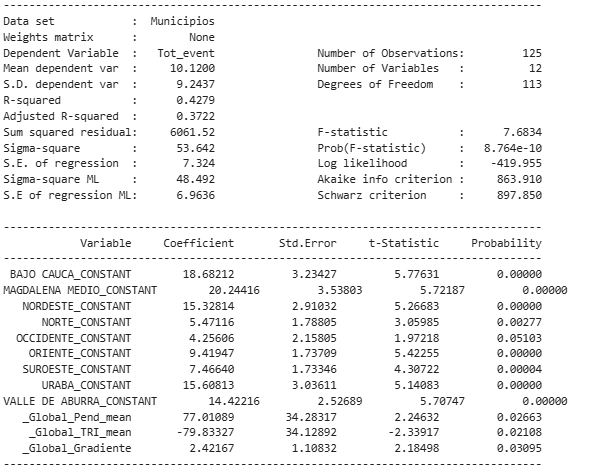 Data set : Municipios
Weights matrix : None
Dependent Variable : Tot_event Number of Observations: 125
Mean dependent var : 10.1200 Number of Variables : 12
S.D. dependent var : 9.2437 Degrees of Freedom : 113
R-squared : 0.4279
Adjusted R-squared : 0.3722
Sum squared residual: 6061.52 F-statistic : 7.6834
Sigma-square : 53.642 Prob(F-statistic) : 8.764e-10
S.E. of regression : 7.324 Log likelihood : -419.955
Sigma-square ML : 48.492 Akaike info criterion : 863.910
S.E of regression ML: 6.9636 Schwarz criterion : 897.850
Variable Coefficient Std.Error t-Statistic Probability
BAJO CAUCA_CONSTANT 18.68212 3.23427 5.77631 0.00000
MAGDALENA MEDIO_CONSTANT 20.24416 3.53803 5.72187 0.00000
NORDESTE_CONSTANT 15.32814 2.91032 5.26683 0.00000
NORTE_CONSTANT 5.47116 1.78805 3.05985 0.00277
OCCIDENTE_CONSTANT 4.25606 2.15805 1.97218 0.05103
ORIENTE_CONSTANT 9.41947 1.73709 5.42255 0.00000
SUROESTE_CONSTANT 7.46640 1.73346 4.30722 0.00004
URABA_CONSTANT 15.60813 3.03611 5.14083 0.00000
VALLE DE ABURRA_CONSTANT 14.42216 2.52689 5.70747 0.00000
_Global_Pend_mean 77.01089 34.28317 2.24632 0.02663
_Global_TRI_mean -79.83327 34.12892 -2.33917 0.02108
_Global_Gradiente 2.42167 1.10832 2.18498 0.03095